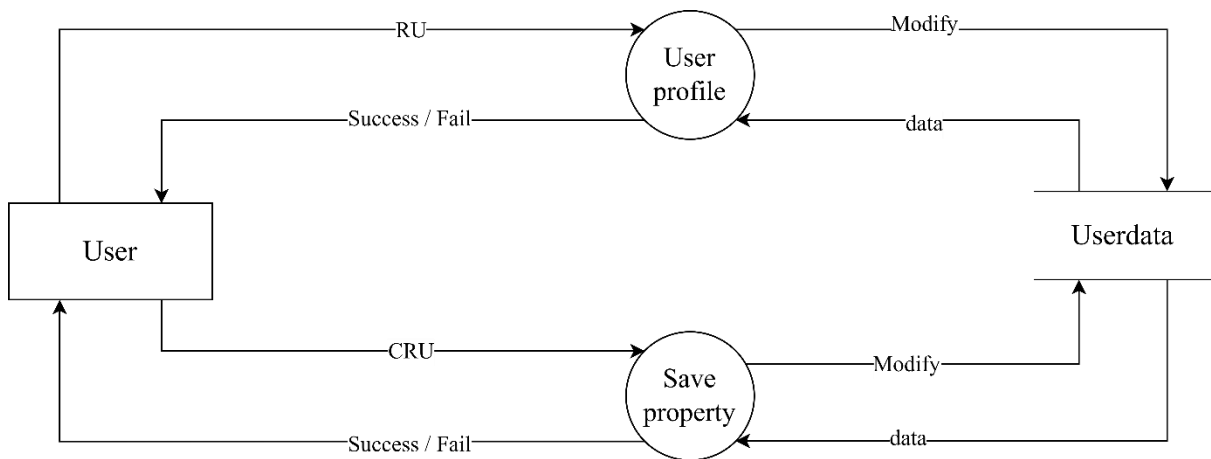 RU
User
profile
Modify
Success / Fail
data
User
Userdata
CRU
Save
property
Modify
Success / Fail
data